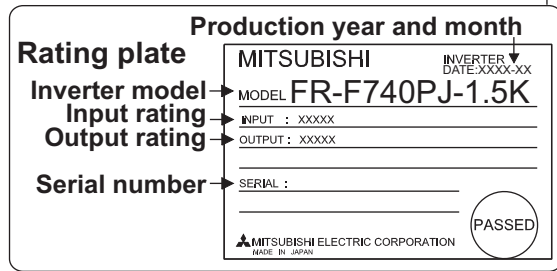 Production year and month
Rating plate
MITSUBISHI
INVERTER
DATE:XXXX-XX
Inverter model
MODEL FR-F740PJ-1.5K
Input rating
INPUT : XXXXX
Output rating
OUTPUT : XXXXX
Serial number
SERIAL :
PASSED
MITSUBISHI ELECTRIC CORPORATION
MADE IN JAPAN